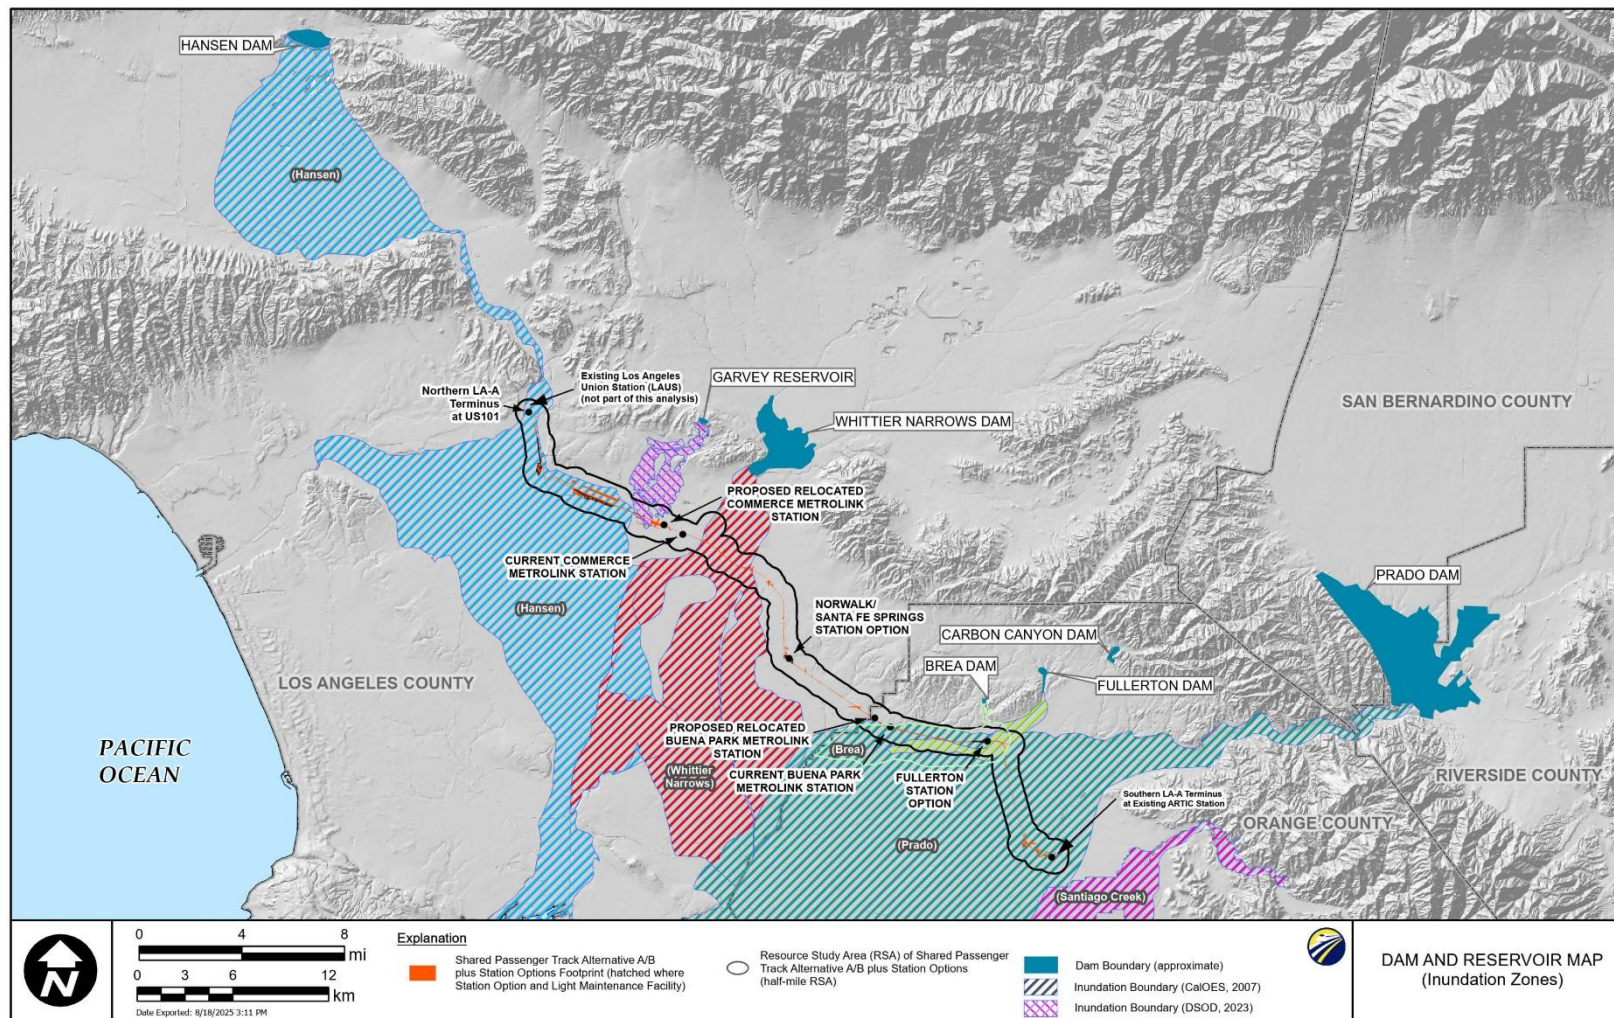 HANSEN DAM
(Hansen)
Northern LA-A
Terminus
at US101
Existing Los Angeles
Union Station (LAUS)
(not part of this analysis)
GARVEY RESERVOIR
WHITTIER NARROWS DAM
SAN BERNARDINO COUNTY
PROPOSED RELOCATED
COMMERCE METROLINK
STATION
CURRENT COMMERCE
METROLINK STATION
(Hansen)
NORWALK/
SANTA FE SPRINGS
STATION OPTION
PRADO DAM
CARBON CANYON DAM
BREA DAM
FULLERTON DAM
LOS ANGELES COUNTY
PROPOSED RELOCATED
BUENA PARK METROLINK
STATION
(Brea)
PACIFIC
OCEAN
(Whittier
Narrows)
CURRENT BUENA PARK
METROLINK STATION
FULLERTON
STATION
OPTION
RIVERSIDE COUNTY
Southern LA-A Terminus
at Existing ARTIC Station
ORANGE COUNTY
(Prado)
(Santiago Creek)
N
0 4 8
mi
0 3 6 12
km
Date Exported: 8/18/2025 3:11 PM
Explanation
Shared Passenger Track Alternative A/B
plus Station Options Footprint (hatched where
Station Option and Light Maintenance Facility)
Resource Study Area (RSA) of Shared Passenger
Track Alternative A/B plus Station Options
(half-mile RSA)
Dam Boundary (approximate)
Inundation Boundary (CalOES, 2007)
Inundation Boundary (DSOD, 2023)
DAM AND RESERVOIR MAP
(Inundation Zones)